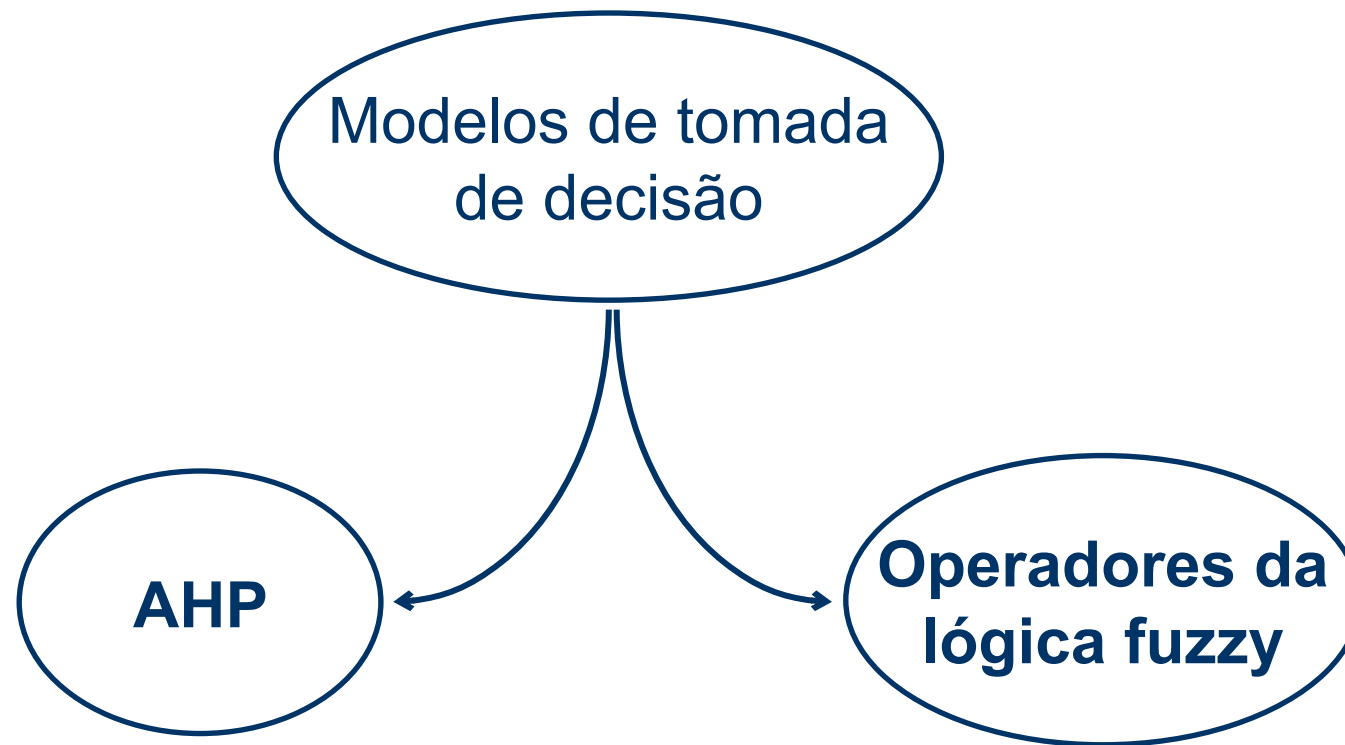 Modelos de tomada
de decisão
AHP
Operadores da
lógica fuzzy